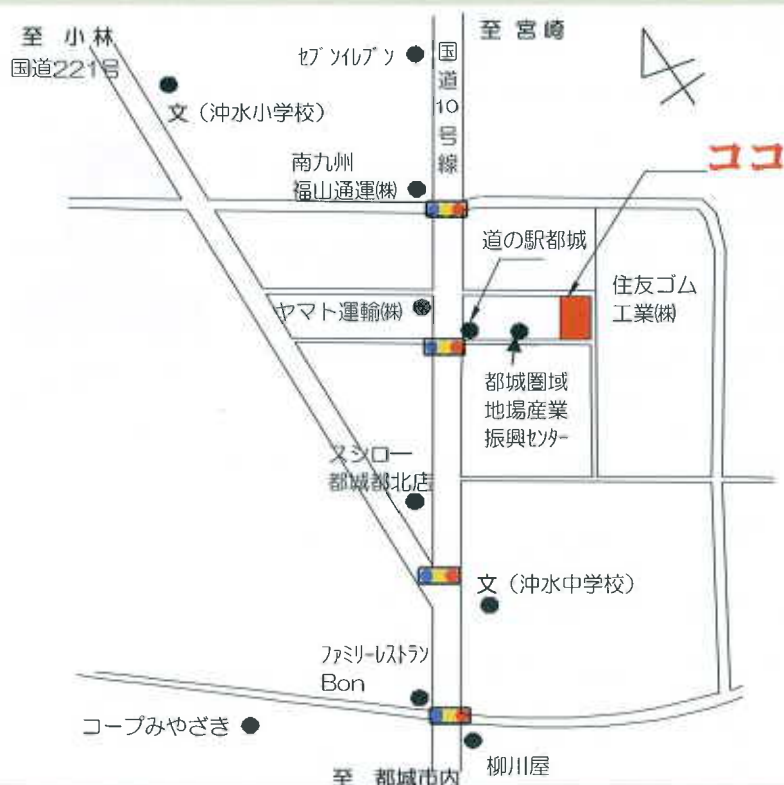 至 小林
国道221号
セブンイレブン
国道10号線
至 宮崎
文（沖水小学校）
ココ
南九州
福山通運㈱
道の駅都城
住友ゴム
工業㈱
ヤマト運輸㈱
都城圏域
地場産業
振興センター
スシロー
都城都北店
文（沖水中学校）
ファミリーレストラン
Bon
コープみやざき
柳川屋
至 都城市内